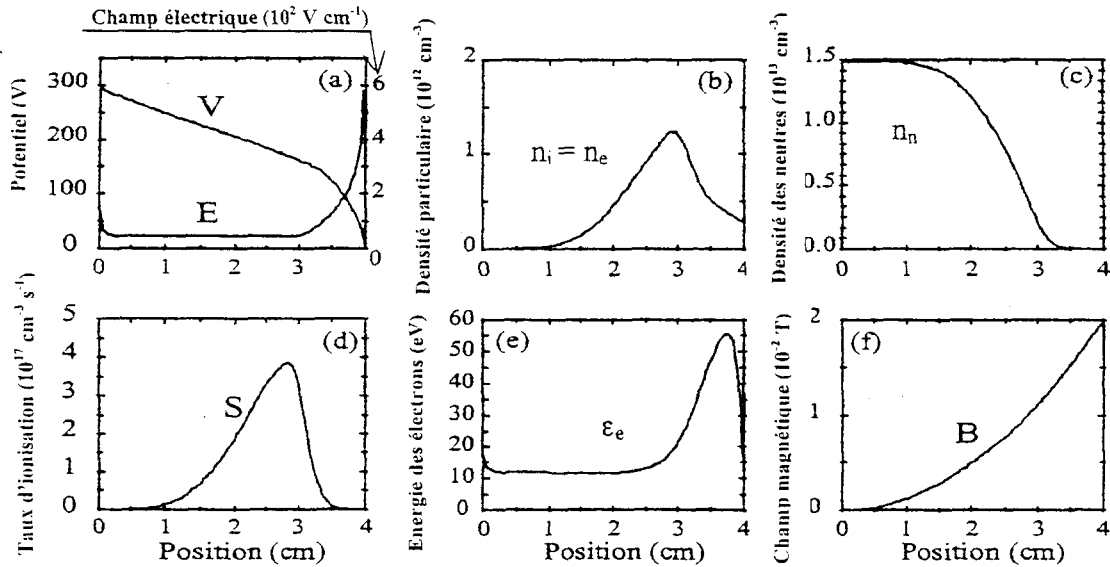 Champ électrique (10² V cm⁻¹)
Potentiel (V)
300
200
100
0
6
4
2
0
(a)
V
E
0 1 2 3
Densité particulaire (10¹² cm⁻³)
2
1
0
(b)
nᵢ = nₑ
0 1 2 3 4
Densité des neutres (10¹³ cm⁻³)
1.5
1.0
0.5
0.0
(c)
nₙ
0 1 2 3 4
Taux d'ionisation (10¹⁷ cm⁻³ s⁻¹)
5
4
3
2
1
0
(d)
S
0 1 2 3 4
Position (cm)
Energie des électrons (eV)
60
50
40
30
20
10
0
(e)
εₑ
0 1 2 3 4
Position (cm)
Champ magnétique (10⁻² T)
2
1
0
(f)
B
0 1 2 3 4
Position (cm)